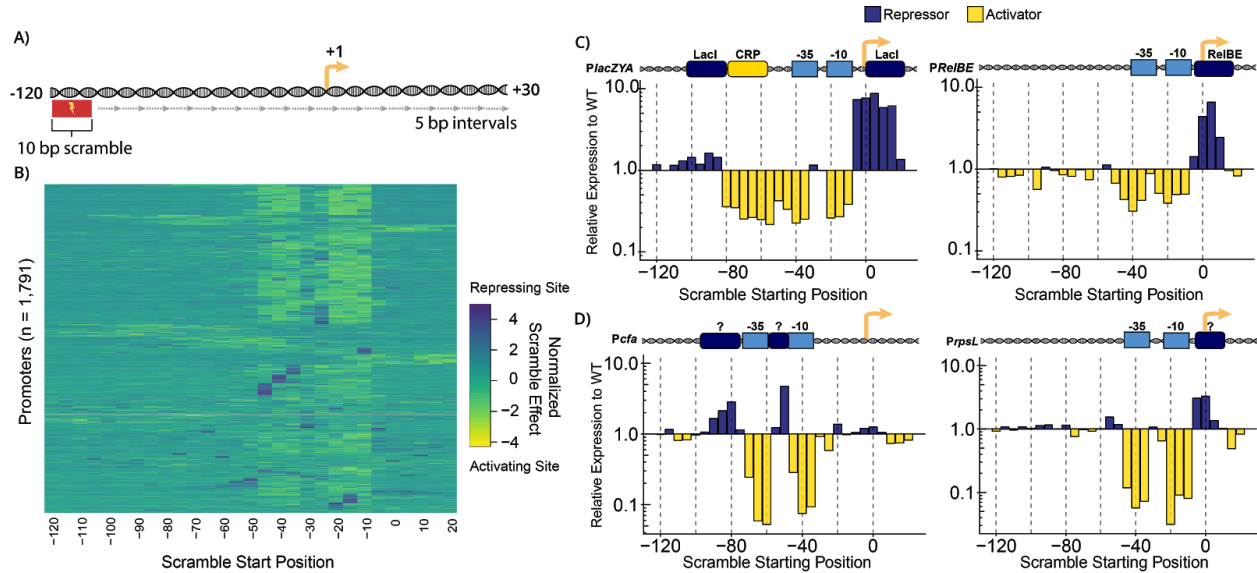 Repressor Activator
A)
+1
-120
+30
5 bp intervals
10 bp scramble
B)
Promoters (n = 1,791)
−120 −110 −100 −90 −80 −70 −60 −50 −40 −30 −20 −10 0 10 20
Scramble Start Position
Repressing Site
4
2
0
−2
−4
Normalized
Scramble Effect
Activating Site
C)
LacI CRP -35 -10 LacI
PlacZYA
10.0
1.0
0.1
Relative Expression to WT
−120 −80 −40 0
Scramble Starting Position
-35 -10 RelBE
PRelBE
10.0
1.0
0.1
−120 −80 −40 0
Scramble Starting Position
D)
? -35 ? -10
Pcfa
10.0
1.0
0.1
Relative Expression to WT
−120 −80 −40 0
Scramble Starting Position
-35 -10 ?
PrpsL
10.0
1.0
0.1
−120 −80 −40 0
Scramble Starting Position